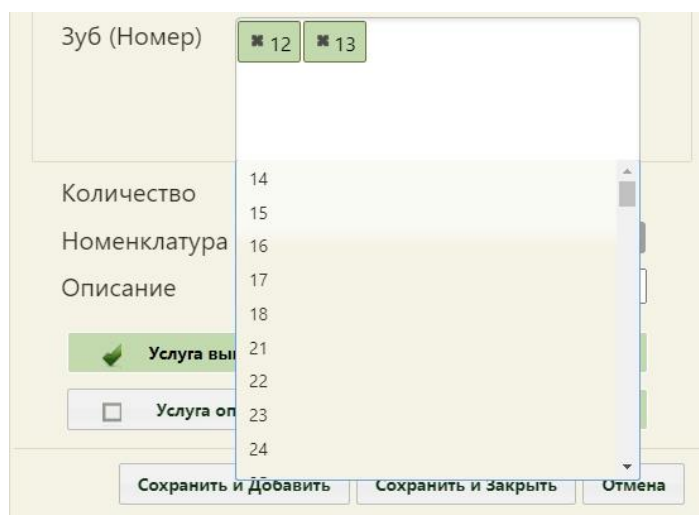 Зуб (Номер)
✖ 12 ✖ 13
14
Количество
15
Номенклатура
16
Описание
17
18
Услуга вы
21
22
Услуга оп
23
24
Сохранить и Добавить Сохранить и Закрыть Отмена